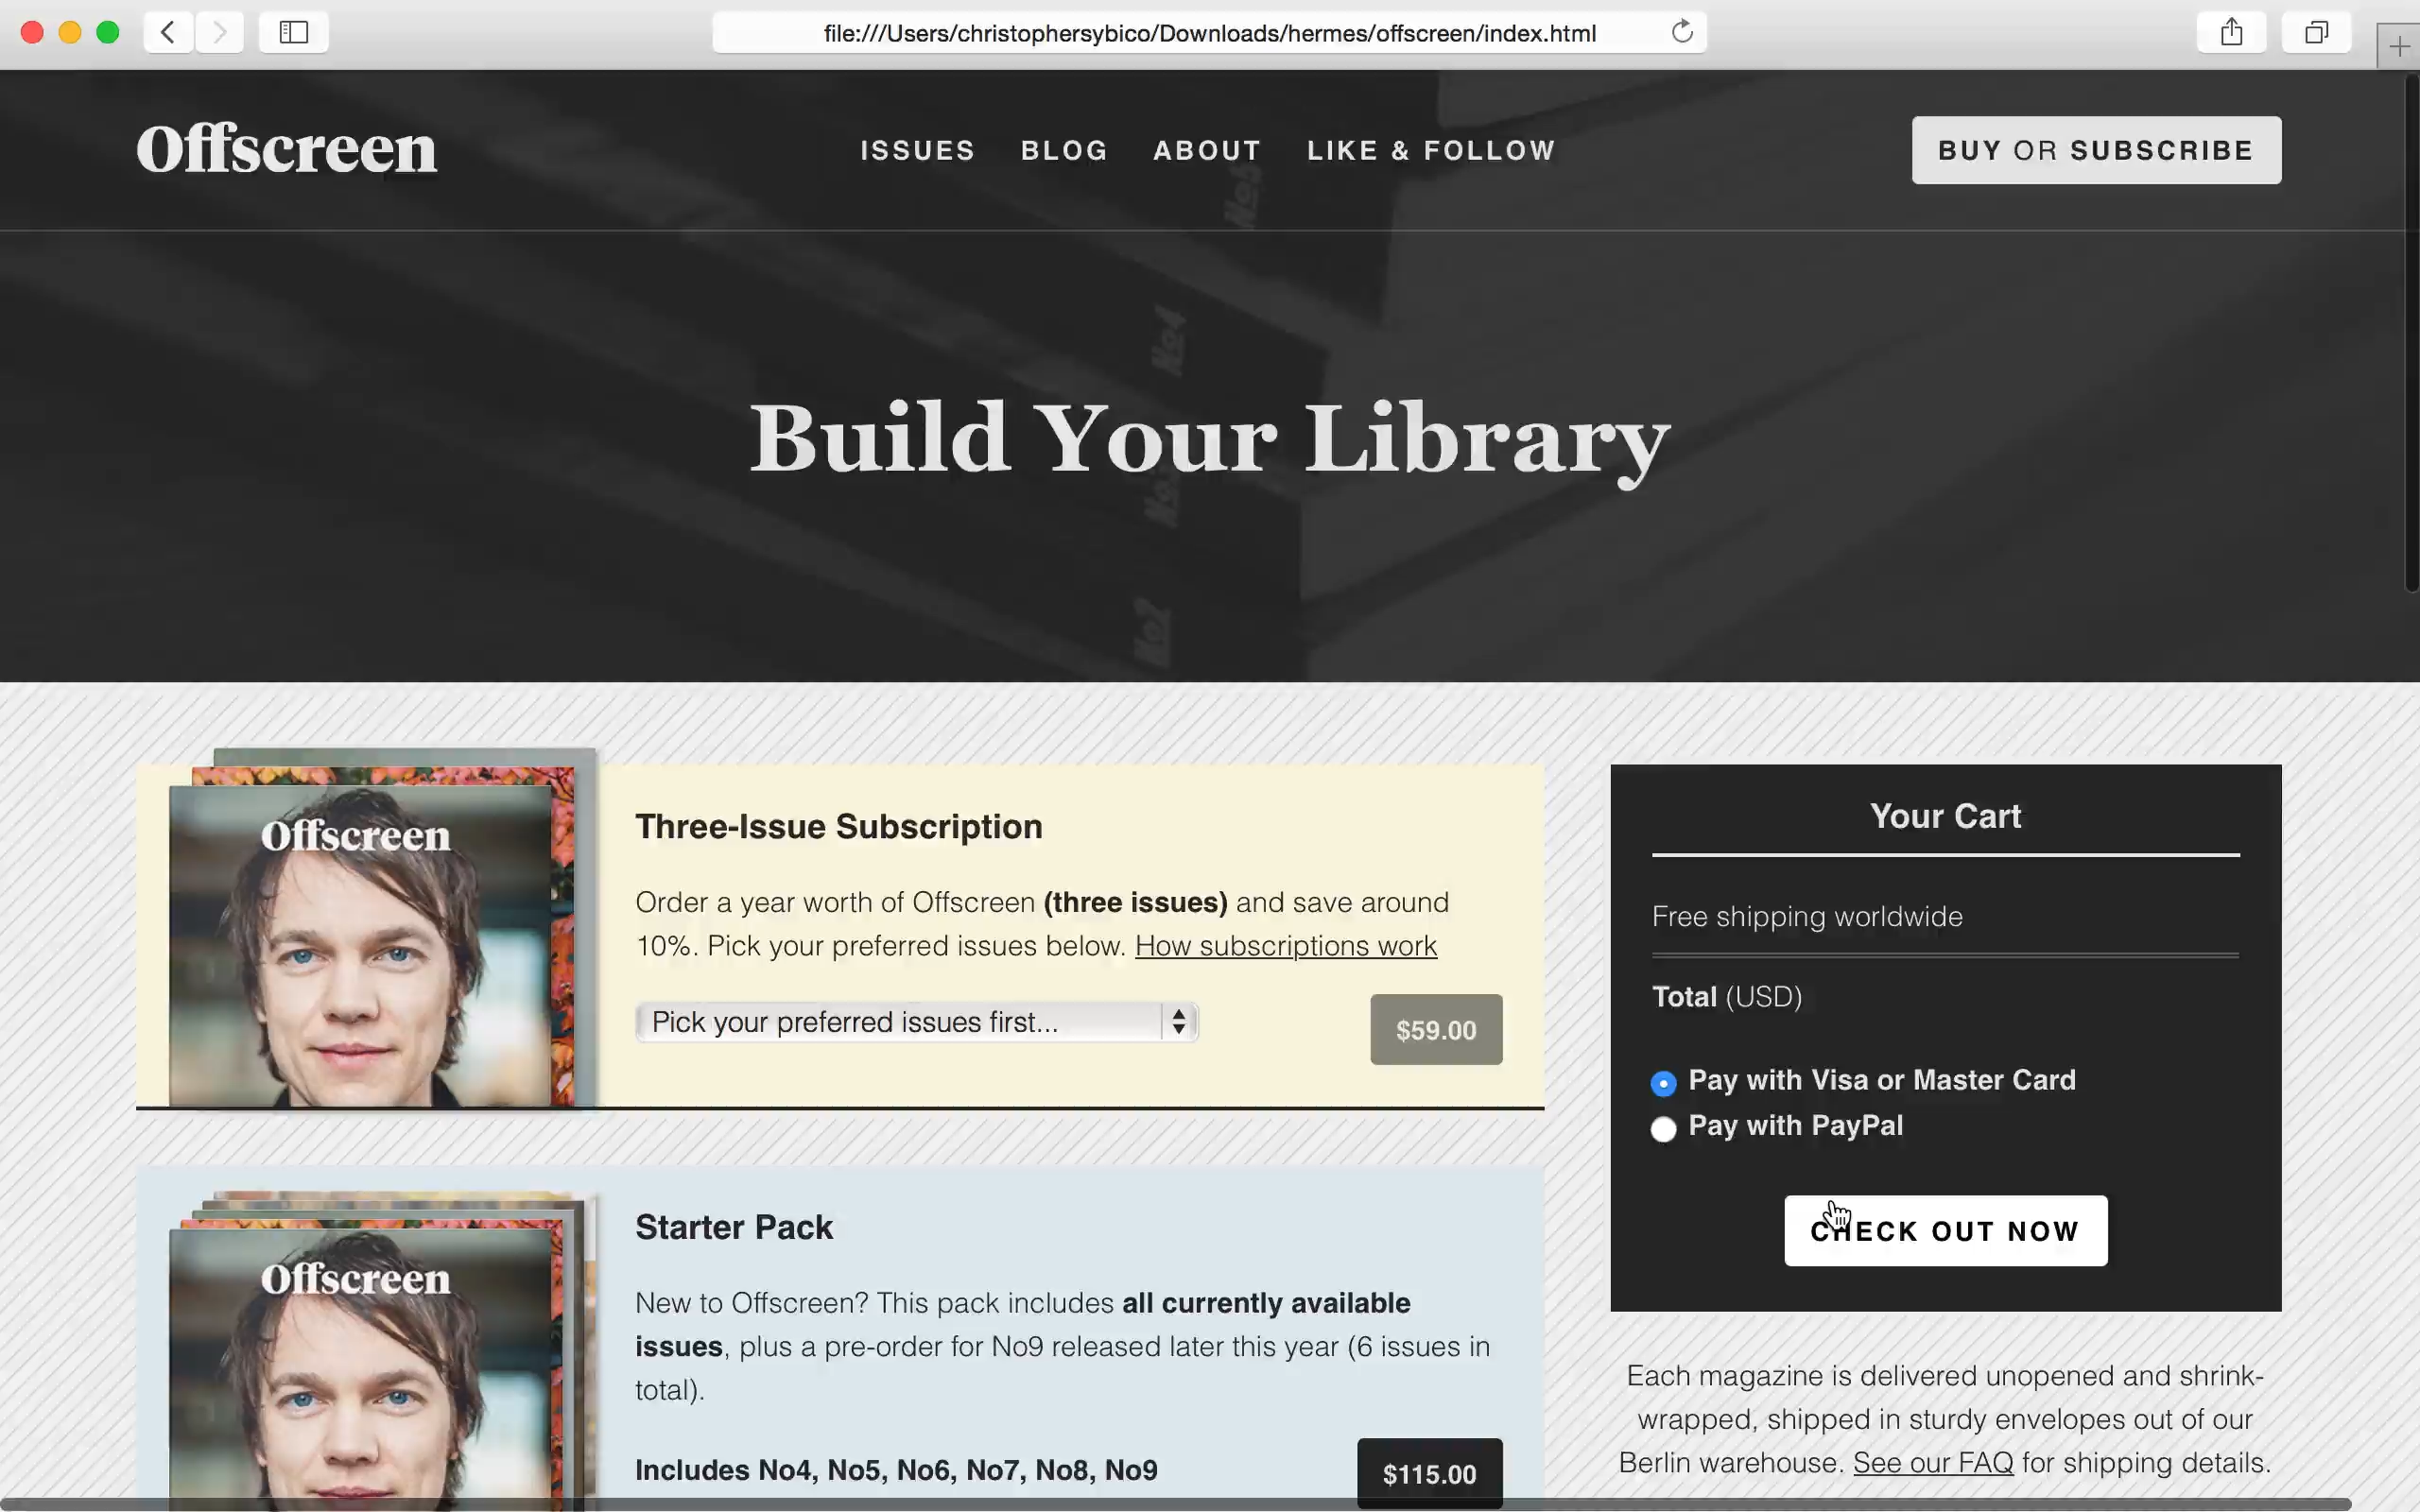 file:///Users/christophersybico/Downloads/hermes/offscreen/index.html
Offscreen
ISSUES BLOG ABOUT LIKE & FOLLOW
BUY OR SUBSCRIBE
No5
No4
Build Your Library
No2
Offscreen
Three-Issue Subscription
Order a year worth of Offscreen (three issues) and save around
10%. Pick your preferred issues below. How subscriptions work
Pick your preferred issues first...
$59.00
Your Cart
Free shipping worldwide
Total (USD)
Pay with Visa or Master Card
Pay with PayPal
CHECK OUT NOW
Offscreen
Starter Pack
New to Offscreen? This pack includes all currently available
issues, plus a pre-order for No9 released later this year (6 issues in
total).
Includes No4, No5, No6, No7, No8, No9
$115.00
Each magazine is delivered unopened and shrink-
wrapped, shipped in sturdy envelopes out of our
Berlin warehouse. See our FAQ for shipping details.